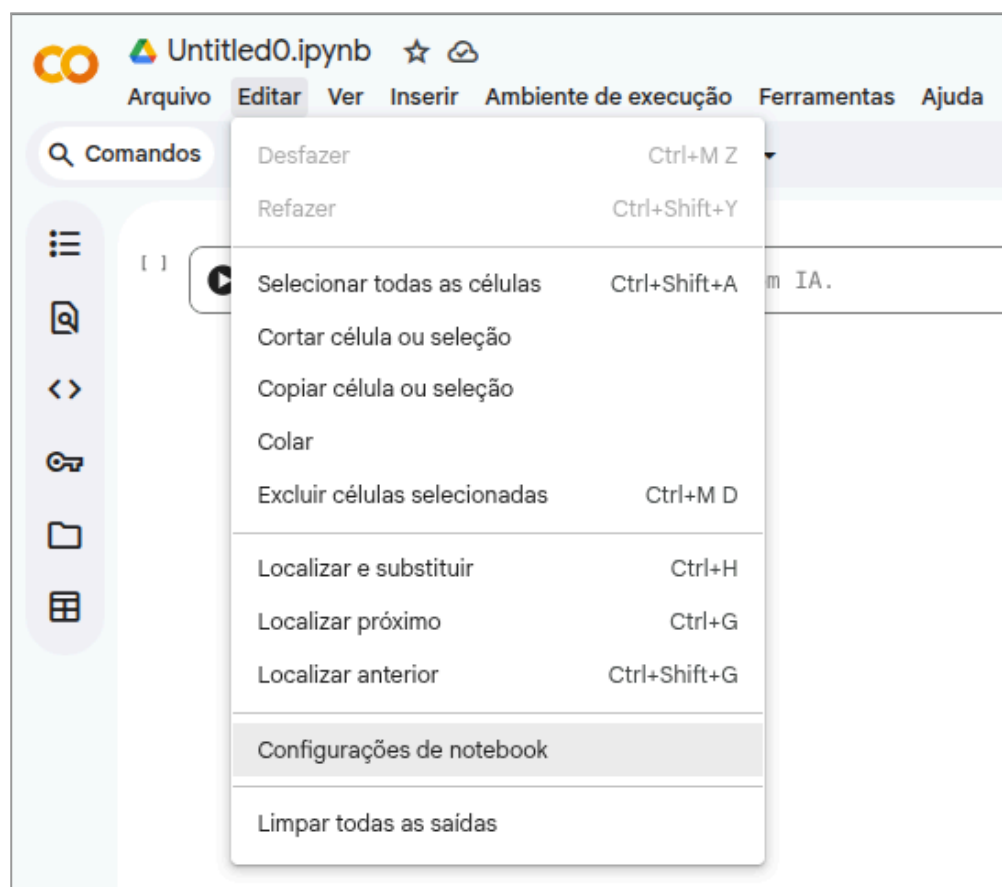 Untitled0.ipynb
Arquivo Editar Ver Inserir Ambiente de execução Ferramentas Ajuda
Comandos
Desfazer Ctrl+M Z
Refazer Ctrl+Shift+Y
[ ] m IA.
Selecionar todas as células Ctrl+Shift+A
Cortar célula ou seleção
Copiar célula ou seleção
Colar
Excluir células selecionadas Ctrl+M D
Localizar e substituir Ctrl+H
Localizar próximo Ctrl+G
Localizar anterior Ctrl+Shift+G
Configurações de notebook
Limpar todas as saídas